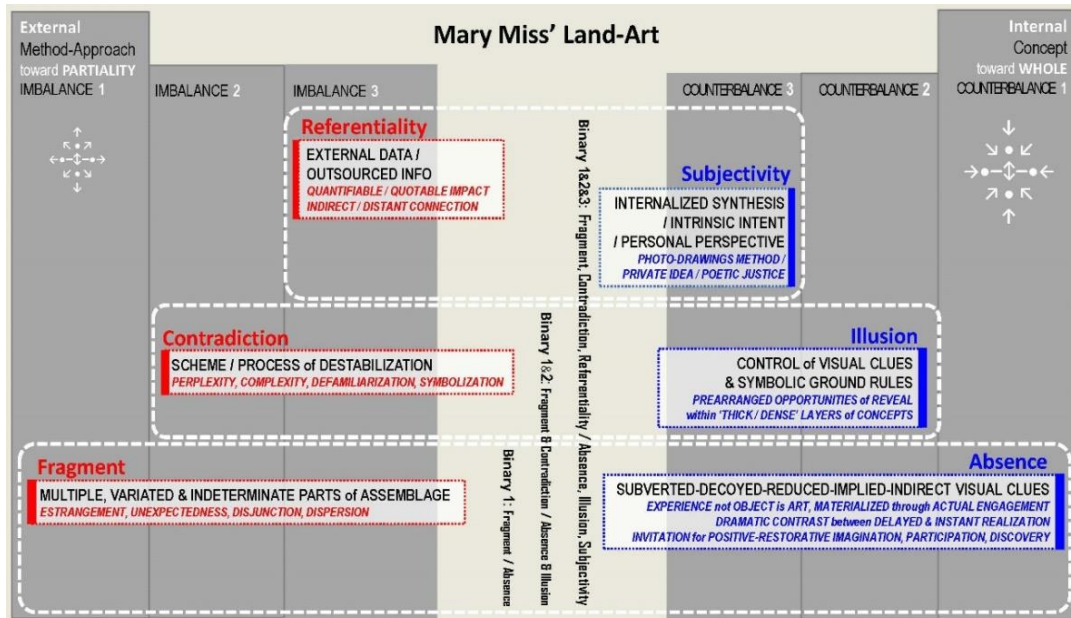 Mary Miss' Land-Art
External
Method-Approach
toward PARTIALITY
IMBALANCE 1
IMBALANCE 2
IMBALANCE 3
COUNTERBALANCE 3
COUNTERBALANCE 2
Internal
Concept
toward WHOLE
COUNTERBALANCE 1
Referentiality
EXTERNAL DATA /
OUTSOURCED INFO
QUANTIFIABLE / QUOTABLE IMPACT
INDIRECT / DISTANT CONNECTION
Subjectivity
INTERNALIZED SYNTHESIS
/ INTRINSIC INTENT
/ PERSONAL PERSPECTIVE
PHOTO-DRAWINGS METHOD /
PRIVATE IDEA / POETIC JUSTICE
Binary 1&2&3: Fragment, Contradiction, Referentiality / Absence, Illusion, Subjectivity
Contradiction
SCHEME / PROCESS of DESTABILIZATION
PERPLEXITY, COMPLEXITY, DEFAMILIARIZATION, SYMBOLIZATION
Illusion
CONTROL of VISUAL CLUES
& SYMBOLIC GROUND RULES
PREARRANGED OPPORTUNITIES of REVEAL
within 'THICK / DENSE' LAYERS of CONCEPTS
Binary 1&2: Fragment & Contradiction / Absence & Illusion
Fragment
MULTIPLE, VARIATED & INDETERMINATE PARTS of ASSEMBLAGE
ESTRANGEMENT, UNEXPECTEDNESS, DISJUNCTION, DISPERSION
Binary 1: Fragment / Absence
Absence
SUBVERTED-DECOYED-REDUCED-IMPLIED-INDIRECT VISUAL CLUES
EXPERIENCE not OBJECT is ART, MATERIALIZED through ACTUAL ENGAGEMENT
DRAMATIC CONTRAST between DELAYED & INSTANT REALIZATION
INVITATION for POSITIVE-RESTORATIVE IMAGINATION, PARTICIPATION, DISCOVERY